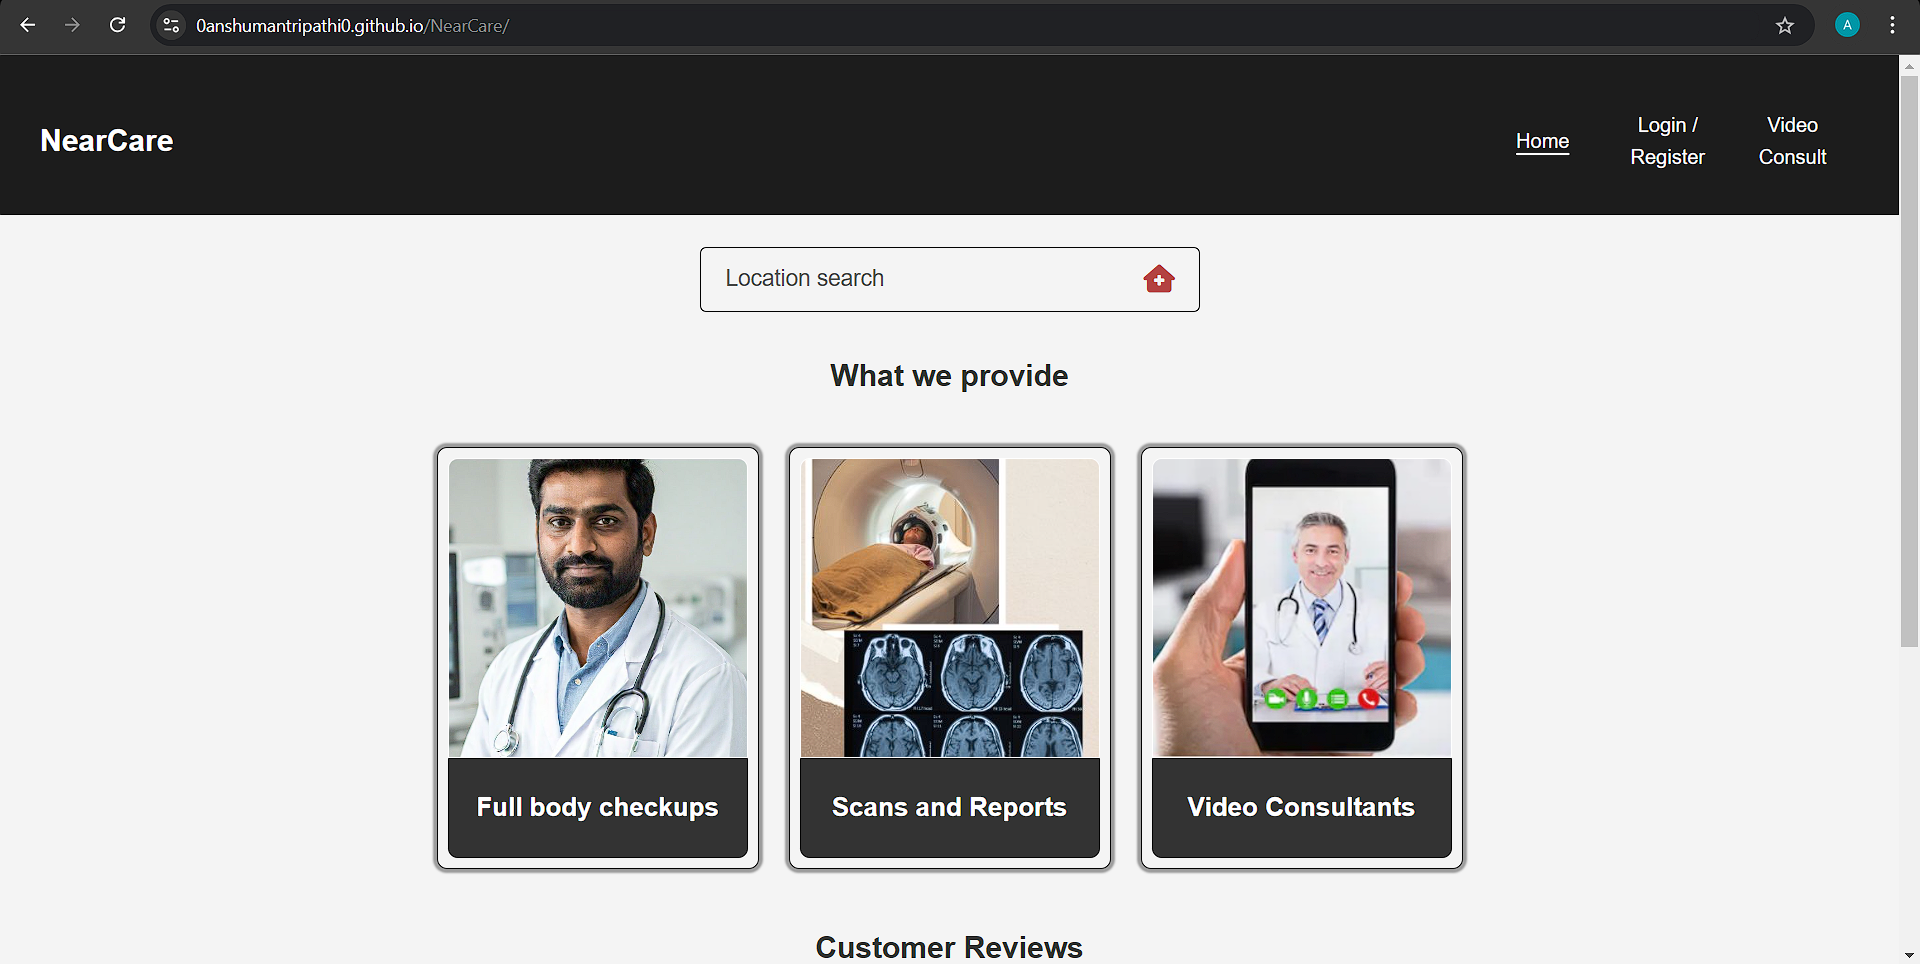 0anshumantripathi0.github.io/NearCare/
A
NearCare
Home
Login /
Register
Video
Consult
Location search
What we provide
Full body checkups
Scans and Reports
Video Consultants
Customer Reviews